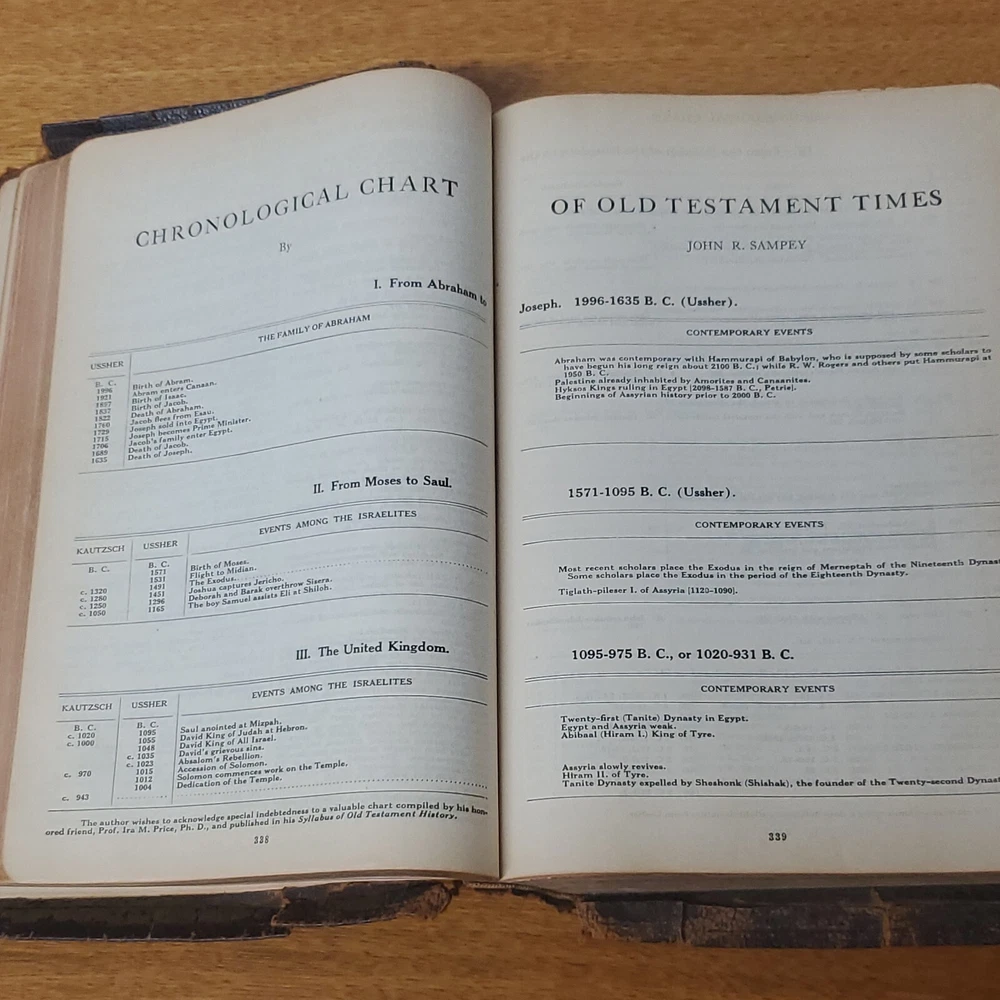 CHRONOLOGICAL CHART
By
I. From Abraham to
THE FAMILY OF ABRAHAM
USSHER
B. C.
1996 Birth of Abram.
1921 Abram enters Canaan.
1897 Birth of Isaac.
1837 Birth of Jacob.
1822 Death of Abraham.
1760 Jacob flees from Esau.
1729 Joseph sold into Egypt.
1715 Joseph becomes Prime Minister.
1706 Jacob's family enter Egypt.
1689 Death of Jacob.
1635 Death of Joseph.
II. From Moses to Saul.
EVENTS AMONG THE ISRAELITES
KAUTZSCH USSHER
B. C. B. C.
1571 Birth of Moses.
1531 Flight to Midian.
c. 1320 1491 The Exodus.
c. 1280 1451 Joshua captures Jericho.
c. 1250 1296 Deborah and Barak overthrow Sisera.
c. 1050 1165 The boy Samuel assists Eli at Shiloh.
III. The United Kingdom.
EVENTS AMONG THE ISRAELITES
KAUTZSCH USSHER
B. C. B. C.
c. 1020 1095 Saul anointed at Mizpah.
c. 1000 1055 David King of Judah at Hebron.
1048 David King of All Israel.
c. 1035 David's grievous sins.
c. 1023 Absalom's Rebellion.
c. 970 1015 Accession of Solomon.
1012 Solomon commences work on the Temple.
1004 Dedication of the Temple.
c. 943
The author wishes to acknowledge special indebtedness to a valuable chart compiled by his hon-
ored friend, Prof. Ira M. Price, Ph. D., and published in his Syllabus of Old Testament History.
338
OF OLD TESTAMENT TIMES
JOHN R. SAMPEY
Joseph. 1996-1635 B. C. (Ussher).
CONTEMPORARY EVENTS
Abraham was contemporary with Hammurapi of Babylon, who is supposed by some scholars to
have begun his long reign about 2100 B. C.; while R. W. Rogers and others put Hammurapi at
1950 B. C.
Palestine already inhabited by Amorites and Canaanites.
Hyksos Kings ruling in Egypt [2098-1587 B. C., Petrie].
Beginnings of Assyrian history prior to 2000 B. C.
1571-1095 B. C. (Ussher).
CONTEMPORARY EVENTS
Most recent scholars place the Exodus in the reign of Merneptah of the Nineteenth Dynast
Some scholars place the Exodus in the period of the Eighteenth Dynasty.
Tiglath-pileser I. of Assyria [1120-1090].
1095-975 B. C., or 1020-931 B. C.
CONTEMPORARY EVENTS
Twenty-first (Tanite) Dynasty in Egypt.
Egypt and Assyria weak.
Abibaal (Hiram I.) King of Tyre.
Assyria slowly revives.
Hiram II. of Tyre.
Tanite Dynasty expelled by Sheshonk (Shishak), the founder of the Twenty-second Dynast
339